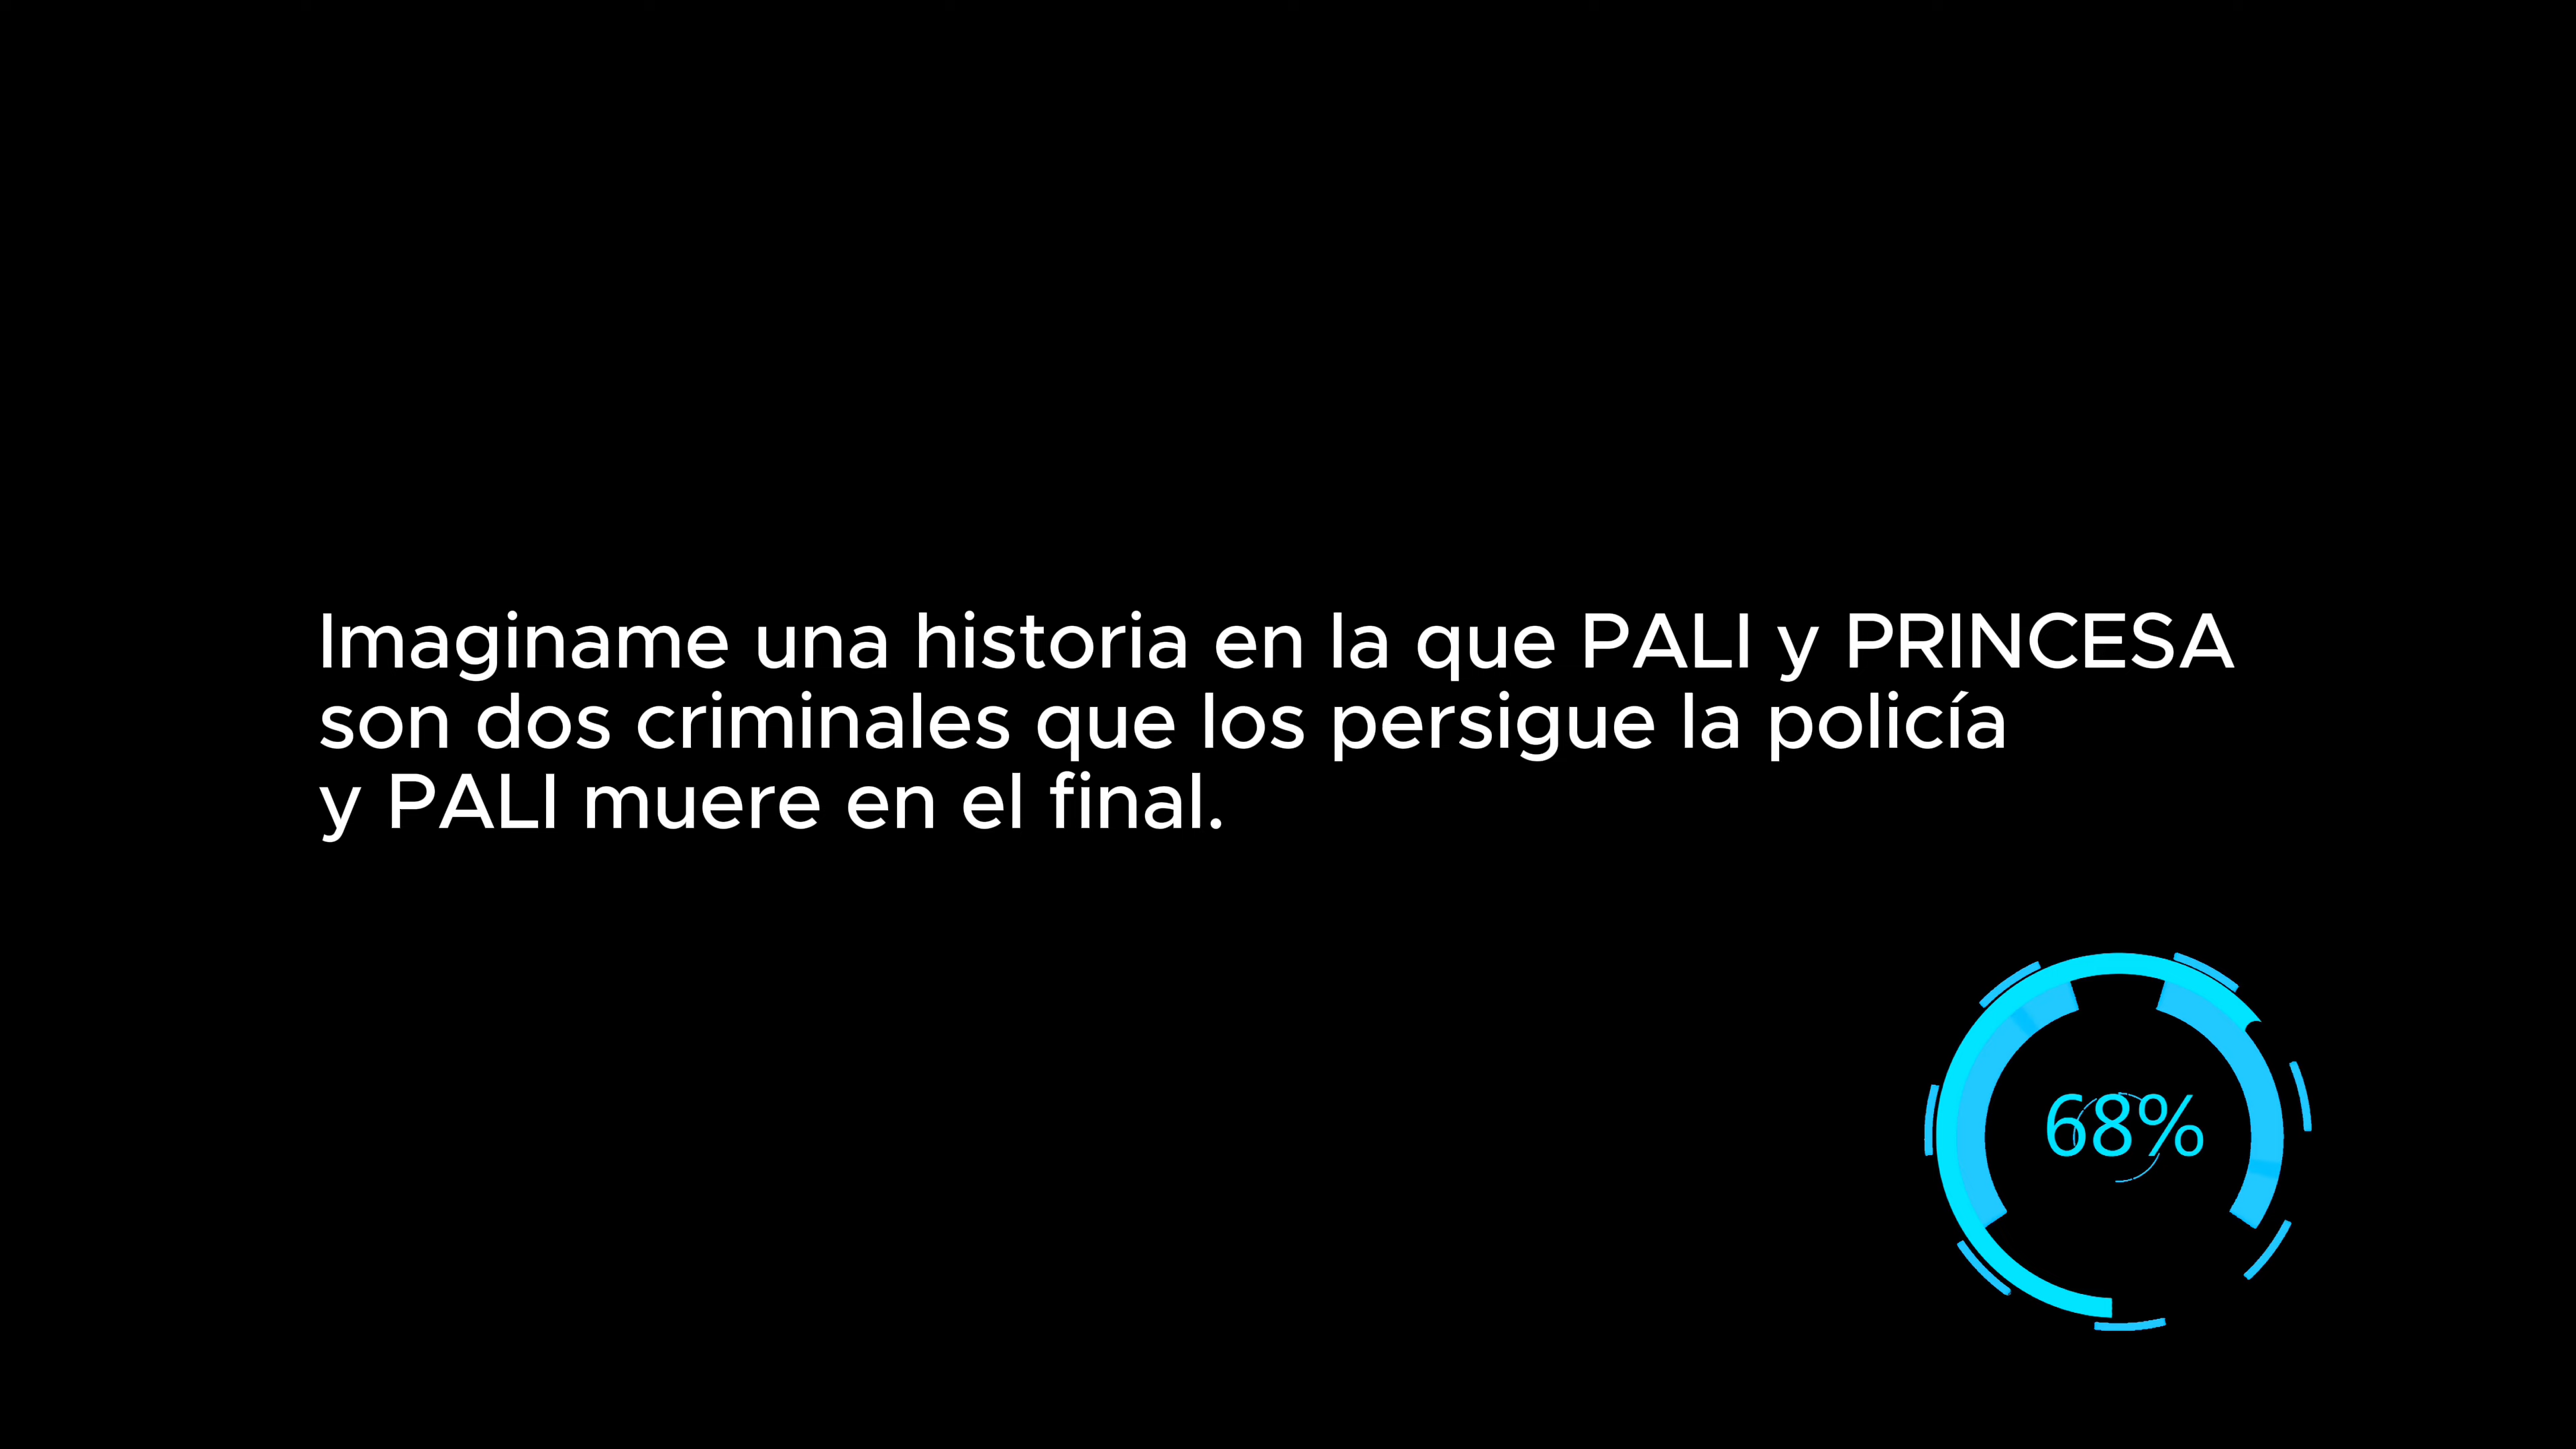 Imaginame una historia en la que PALI y PRINCESA
son dos criminales que los persigue la policía
y PALI muere en el final.
68%